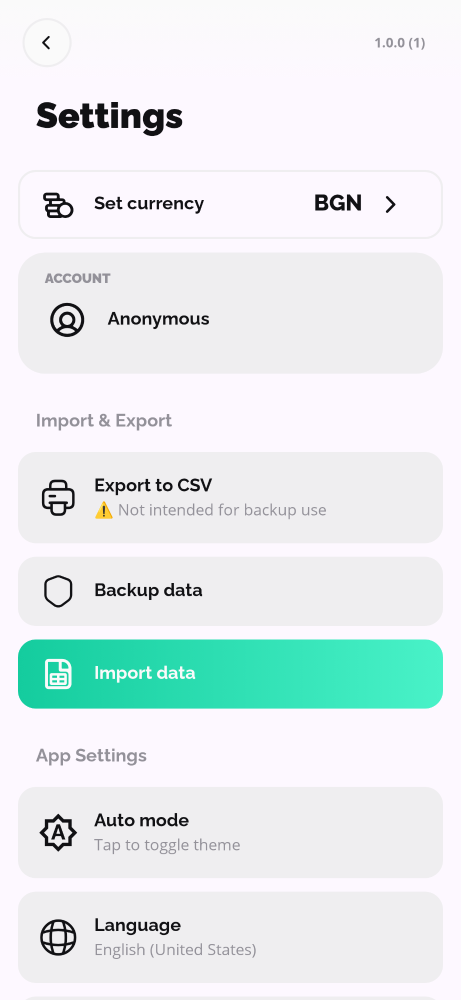 1.0.0 (1)
Settings
Set currency
BGN
ACCOUNT
Anonymous
Import & Export
Export to CSV
⚠️ Not intended for backup use
Backup data
Import data
App Settings
A
Auto mode
Tap to toggle theme
Language
English (United States)